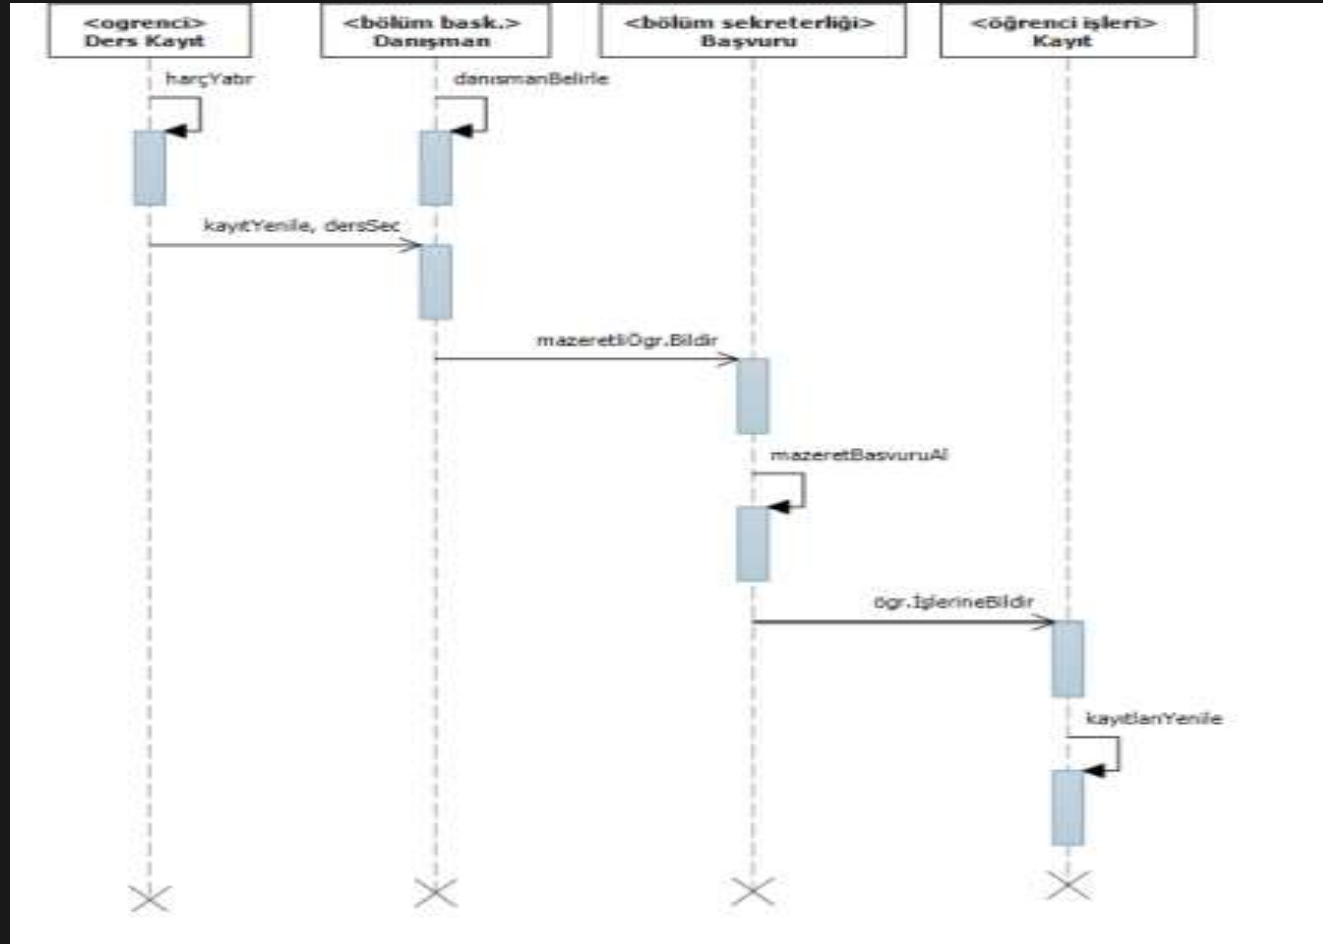 <ogrenci>
Ders Kayıt
<bölüm bask.>
Danışman
<bölüm sekreterliği>
Başvuru
<öğrenci işleri>
Kayıt
harçYatır
danısmanBelirle
kayıtYenile, dersSec
mazeretliÖgr.Bildir
mazeretBasvuruAl
ögr.İşlerineBildir
kayıtlarıYenile